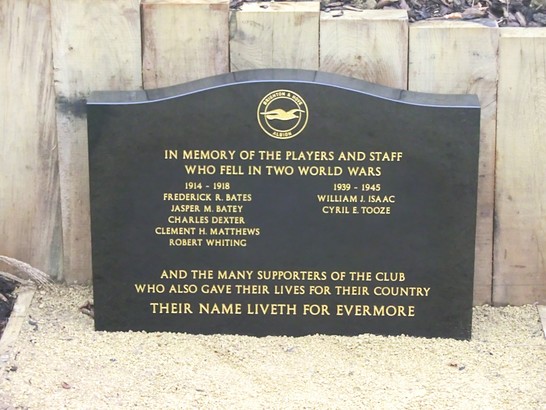 BRIGHTON & HOVE
ALBION
IN MEMORY OF THE PLAYERS AND STAFF
WHO FELL IN TWO WORLD WARS
1914 - 1918
FREDERICK R. BATES
JASPER M. BATEY
CHARLES DEXTER
CLEMENT H. MATTHEWS
ROBERT WHITING
1939 - 1945
WILLIAM J. ISAAC
CYRIL E. TOOZE
AND THE MANY SUPPORTERS OF THE CLUB
WHO ALSO GAVE THEIR LIVES FOR THEIR COUNTRY
THEIR NAME LIVETH FOR EVERMORE